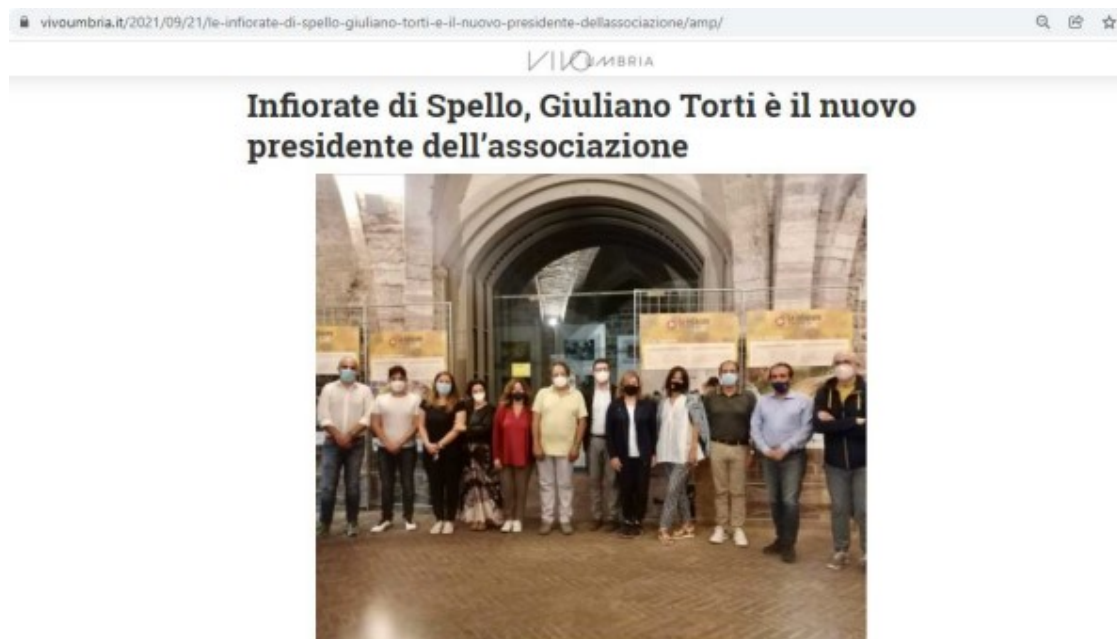 vivoumbria.it/2021/09/21/le-infiorate-di-spello-giuliano-torti-e-il-nuovo-presidente-dellassociazione/amp/
VIVOUMBRIA
Infiorate di Spello, Giuliano Torti è il nuovo
presidente dell’associazione